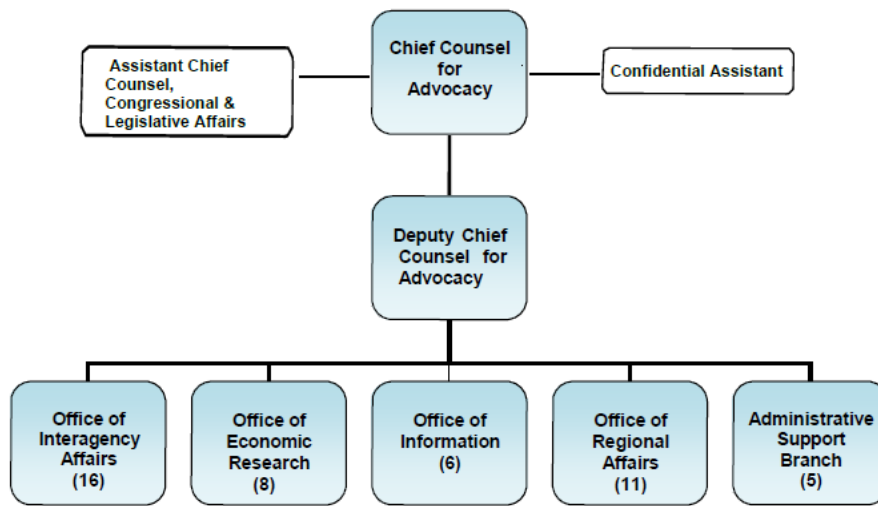 Chief Counsel
for
Advocacy
Assistant Chief
Counsel,
Congressional &
Legislative Affairs
Confidential Assistant
Deputy Chief
Counsel for
Advocacy
Office of
Interagency
Affairs
(16)
Office of
Economic
Research
(8)
Office of
Information
(6)
Office of
Regional
Affairs
(11)
Administrative
Support
Branch
(5)